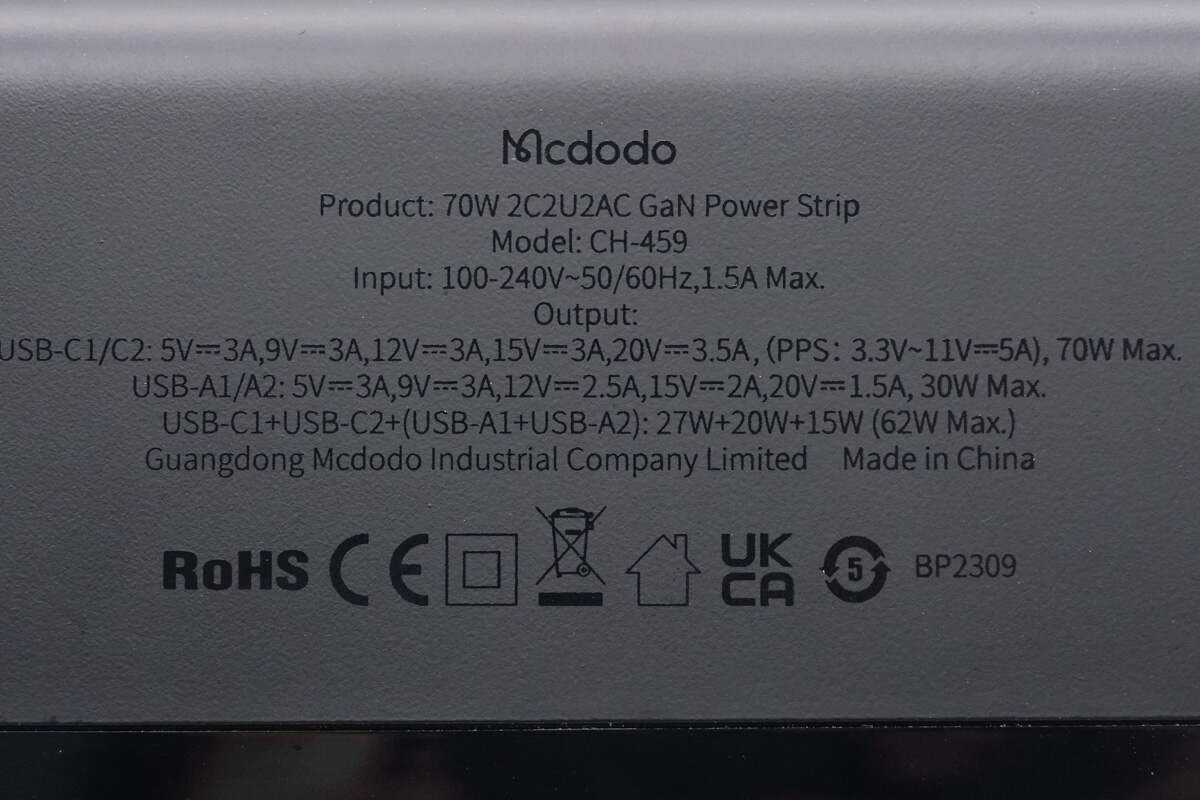 Mcdodo
Product: 70W 2C2U2AC GaN Power Strip
Model: CH-459
Input: 100-240V~50/60Hz,1.5A Max.
Output:
USB-C1/C2: 5V⎓3A,9V⎓3A,12V⎓3A,15V⎓3A,20V⎓3.5A, (PPS: 3.3V~11V⎓5A), 70W Max.
USB-A1/A2: 5V⎓3A,9V⎓3A,12V⎓2.5A,15V⎓2A,20V⎓1.5A, 30W Max.
USB-C1+USB-C2+(USB-A1+USB-A2): 27W+20W+15W (62W Max.)
Guangdong Mcdodo Industrial Company Limited Made in China
RoHS CE UK CA 5 BP2309